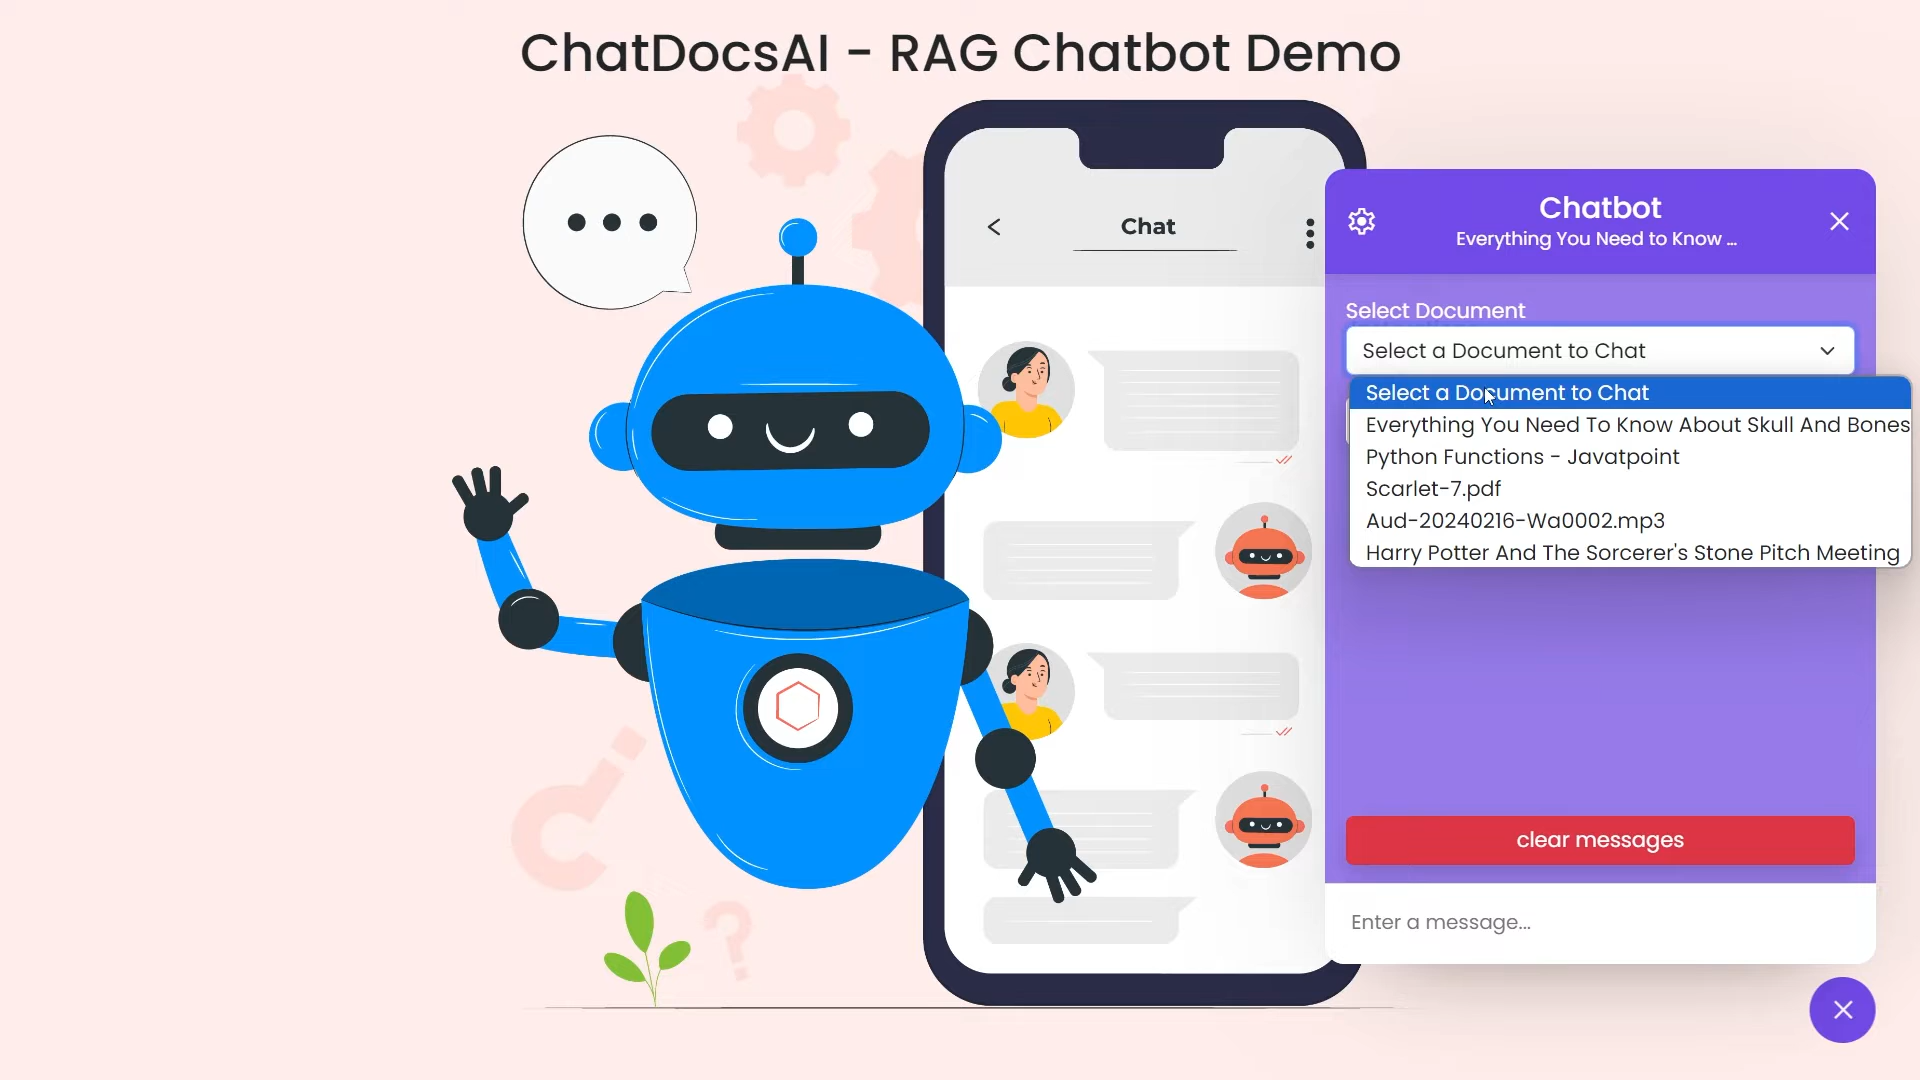 ChatDocsAI - RAG Chatbot Demo
Chat
Chatbot
Everything You Need to Know ...
Select Document
Select a Document to Chat
Select a Document to Chat
Everything You Need To Know About Skull And Bones
Python Functions - Javatpoint
Scarlet-7.pdf
Aud-20240216-Wa0002.mp3
Harry Potter And The Sorcerer's Stone Pitch Meeting
clear messages
Enter a message...